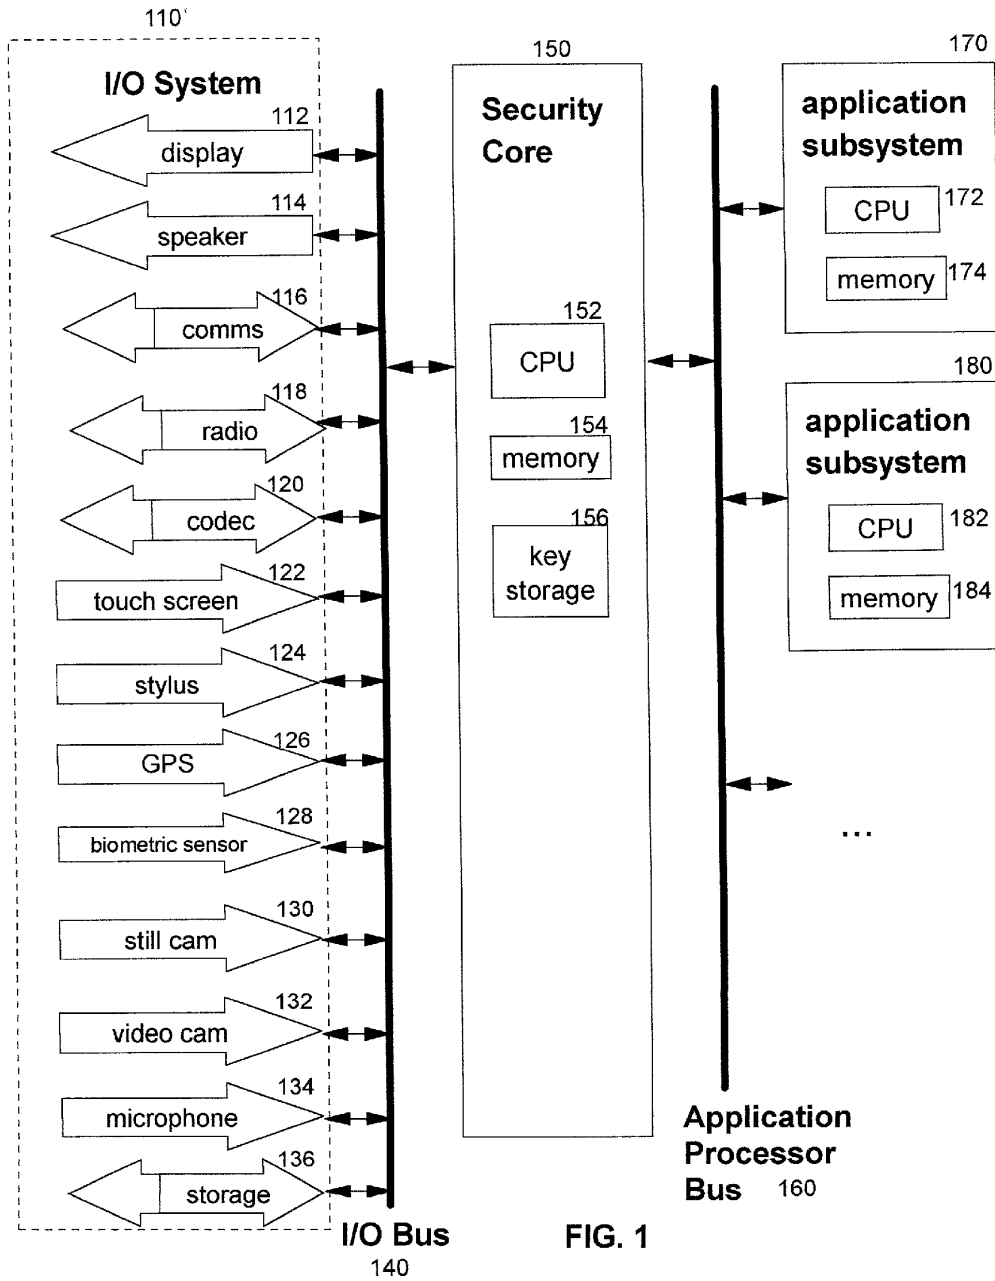 110'
I/O System
112
display
114
speaker
116
comms
118
radio
120
codec
122
touch screen
124
stylus
126
GPS
128
biometric sensor
130
still cam
132
video cam
134
microphone
136
storage
I/O Bus
140
150
Security
Core
152
CPU
154
memory
156
key
storage
Application
Processor
Bus 160
170
application
subsystem
CPU 172
memory 174
180
application
subsystem
CPU 182
memory 184
...
FIG. 1